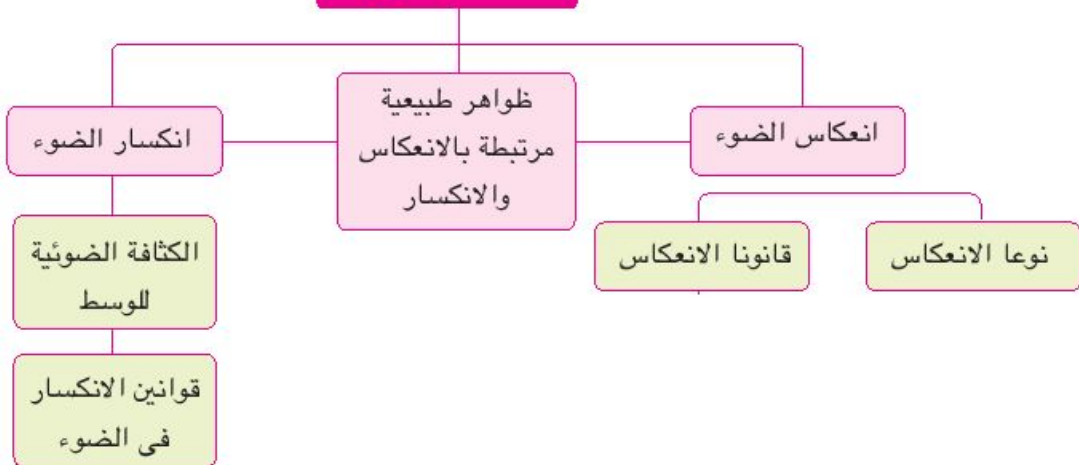 انعكاس الضوء
ظواهر طبيعية
مرتبطة بالانعكاس
والانكسار
انكسار الضوء
نوعا الانعكاس
قانونا الانعكاس
الكثافة الضوئية
للوسط
قوانين الانكسار
فى الضوء